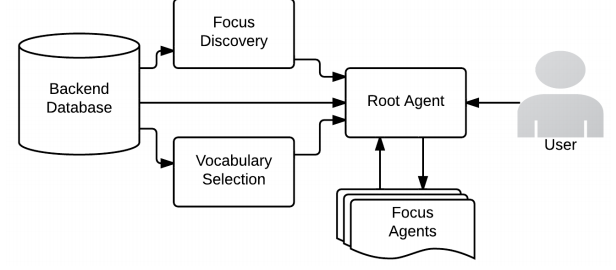 Focus
Discovery
Backend
Database
Root Agent
User
Vocabulary
Selection
Focus
Agents